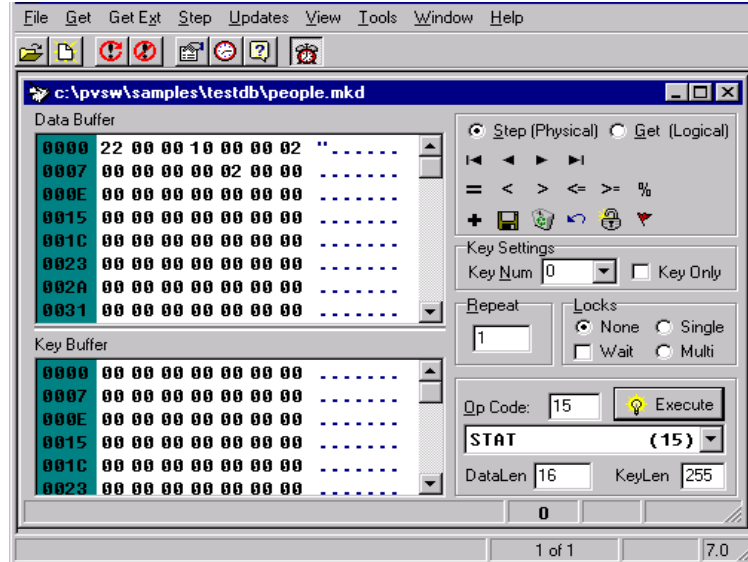 File Get Get Ext Step Updates View Tools Window Help
c:\pvsw\samples\testdb\people.mkd
Data Buffer
0000 22 00 00 10 00 00 02 "......
0007 00 00 00 00 02 00 00 .......
000E 00 00 00 00 00 00 00 .......
0015 00 00 00 00 00 00 00 .......
001C 00 00 00 00 00 00 00 .......
0023 00 00 00 00 00 00 00 .......
002A 00 00 00 00 00 00 00 .......
0031 00 00 00 00 00 00 00 .......
Key Buffer
0000 00 00 00 00 00 00 00 .......
0007 00 00 00 00 00 00 00 .......
000E 00 00 00 00 00 00 00 .......
0015 00 00 00 00 00 00 00 .......
001C 00 00 00 00 00 00 00 .......
0023 00 00 00 00 00 00 00 .......
Step (Physical) Get (Logical)
= < > <= >= %
Key Settings
Key Num 0 Key Only
Repeat
1
Locks
None Single
Wait Multi
Op Code: 15 Execute
STAT (15)
DataLen 16 KeyLen 255
0
1 of 1 7.0